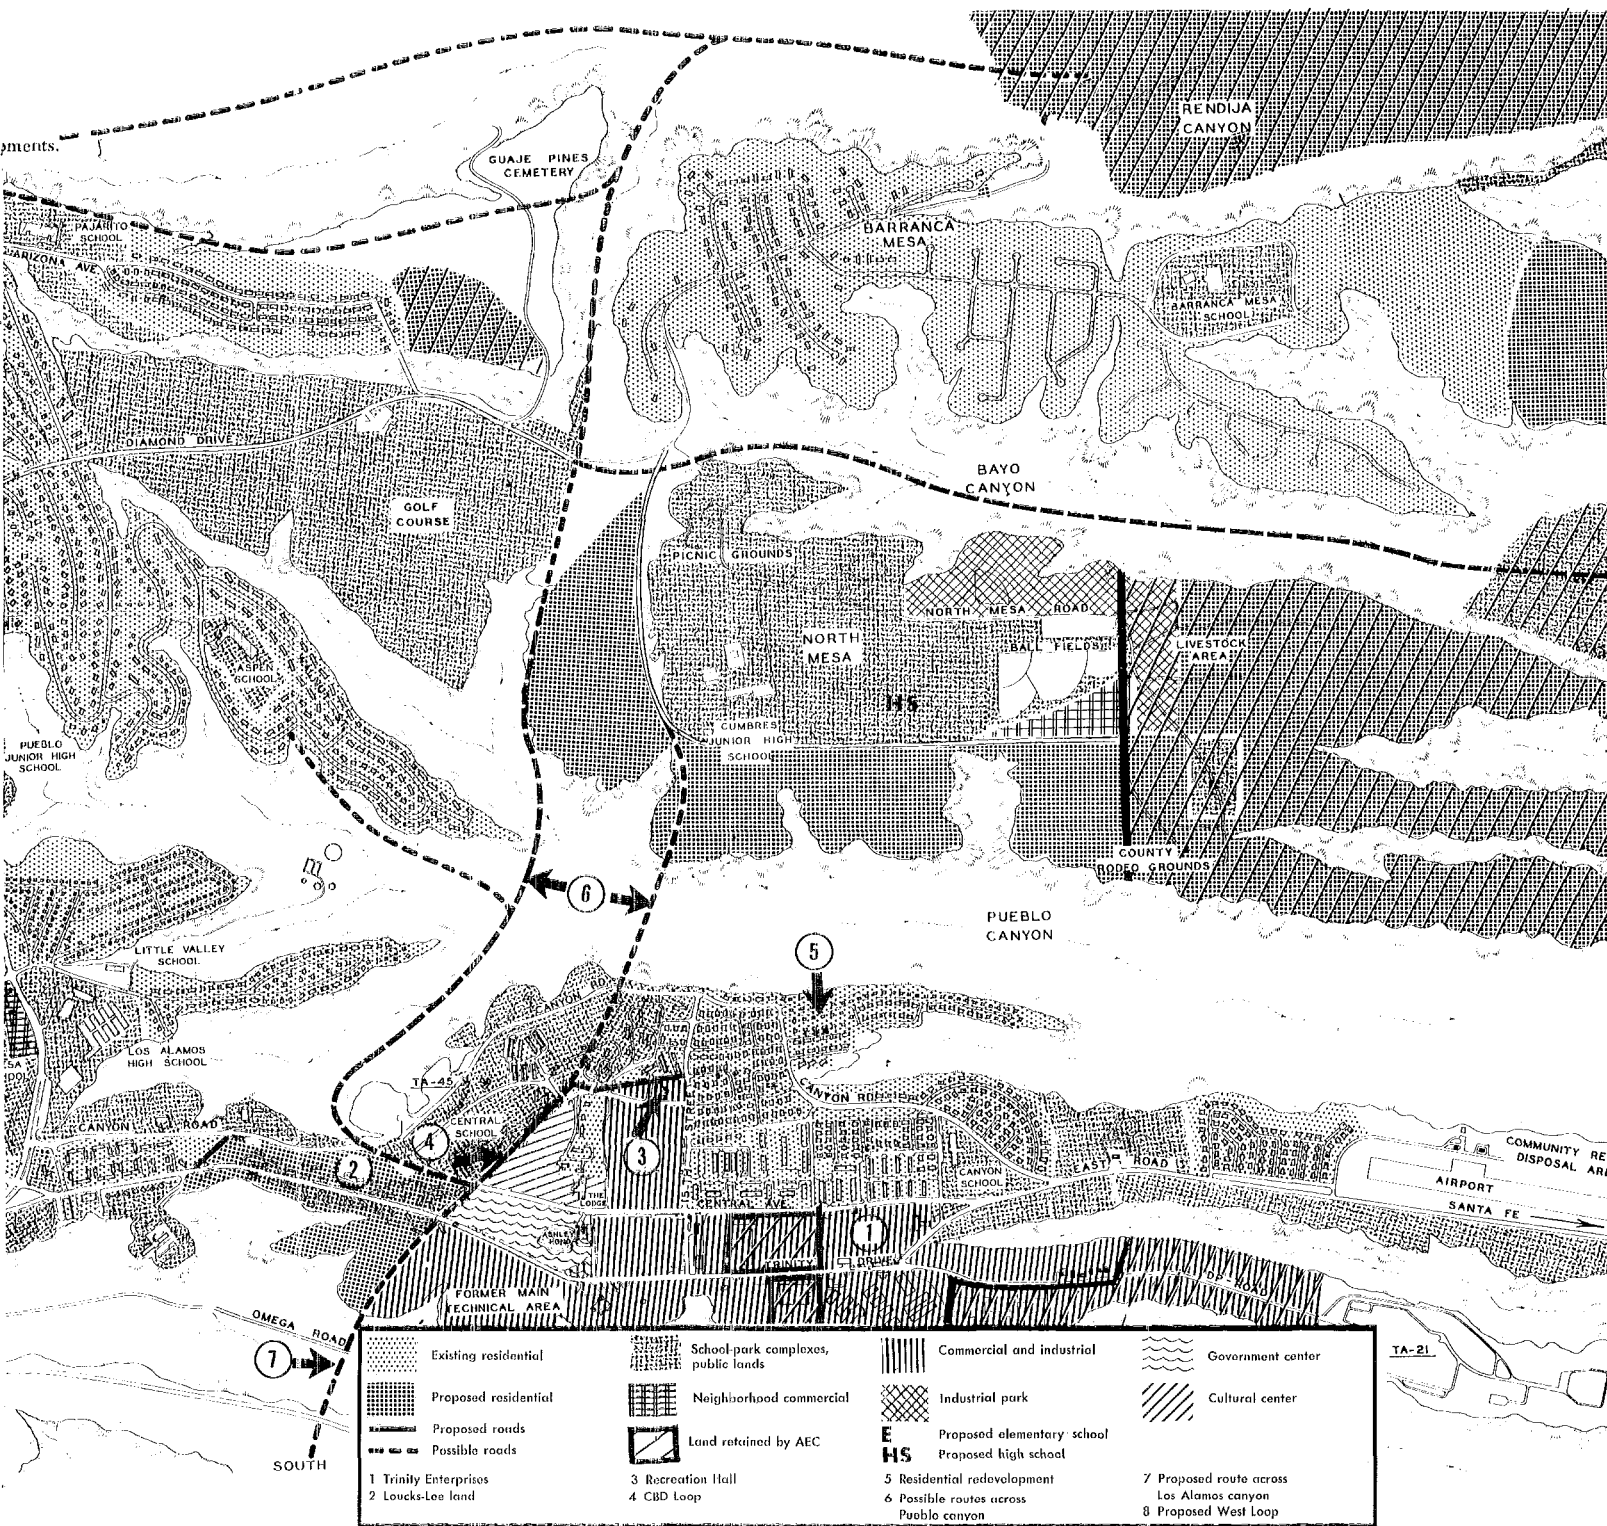 RENDIJA
CANYON
pments.
GUAJE PINES
CEMETERY
PAJARITO
SCHOOL
ARIZONA AVE.
BARRANCA
MESA
BARRANCA MESA
SCHOOL
DIAMOND DRIVE
BAYO
CANYON
GOLF
COURSE
PICNIC GROUNDS
NORTH MESA ROAD
NORTH
MESA
BALL FIELDS
LIVESTOCK
AREA
ASPEN
SCHOOL
HS
CUMBRES
JUNIOR HIGH
SCHOOL
PUEBLO
JUNIOR HIGH
SCHOOL
COUNTY
RODEO GROUNDS
6
PUEBLO
CANYON
LITTLE VALLEY
SCHOOL
5
CANYON RO
LOS ALAMOS
HIGH SCHOOL
TA-45
CANYON RO
CENTRAL
SCHOOL
CANYON ROAD
4
3
2
COMMUNITY RE
DISPOSAL ARE
EAST ROAD
CANYON
SCHOOL
AIRPORT
THE
LODGE
CENTRAL AVE
SANTA FE
ASHLEY
POND
1
TRINITY DRIVE
DP ROAD
FORMER MAIN
TECHNICAL AREA
OMEGA ROAD
7
TA-21
SOUTH
Existing residential
School-park complexes,
public lands
Commercial and industrial
Government center
Proposed residential
Neighborhood commercial
Industrial park
Cultural center
Proposed roads
Possible roads
Land retained by AEC
E Proposed elementary school
HS Proposed high school
1 Trinity Enterprises
2 Loucks-Lee land
3 Recreation Hall
4 CBD Loop
5 Residential redevelopment
6 Possible routes across
Pueblo canyon
7 Proposed route across
Los Alamos canyon
8 Proposed West Loop